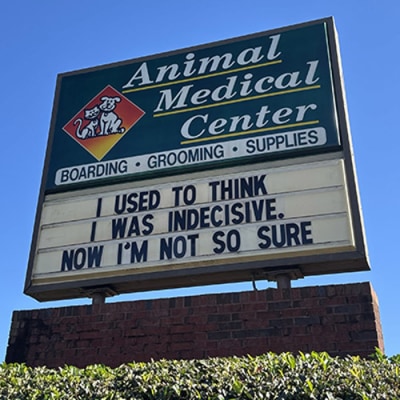 Animal
Medical
Center
BOARDING • GROOMING • SUPPLIES
I USED TO THINK
I WAS INDECISIVE.
NOW I'M NOT SO SURE